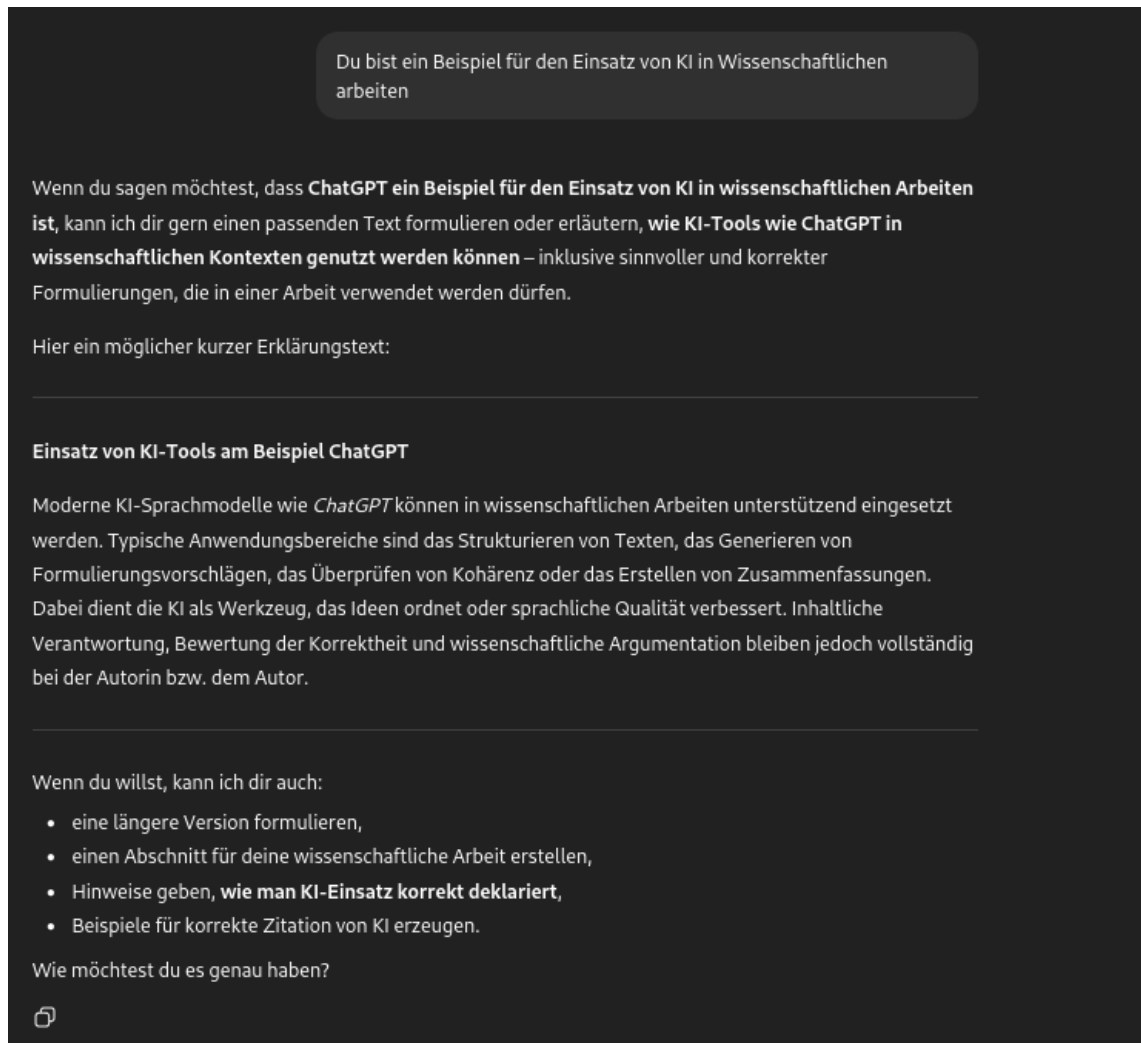 Du bist ein Beispiel für den Einsatz von KI in Wissenschaftlichen
arbeiten
Wenn du sagen möchtest, dass ChatGPT ein Beispiel für den Einsatz von KI in wissenschaftlichen Arbeiten
ist, kann ich dir gern einen passenden Text formulieren oder erläutern, wie KI-Tools wie ChatGPT in
wissenschaftlichen Kontexten genutzt werden können – inklusive sinnvoller und korrekter
Formulierungen, die in einer Arbeit verwendet werden dürfen.
Hier ein möglicher kurzer Erklärungstext:
Einsatz von KI-Tools am Beispiel ChatGPT
Moderne KI-Sprachmodelle wie ChatGPT können in wissenschaftlichen Arbeiten unterstützend eingesetzt
werden. Typische Anwendungsbereiche sind das Strukturieren von Texten, das Generieren von
Formulierungsvorschlägen, das Überprüfen von Kohärenz oder das Erstellen von Zusammenfassungen.
Dabei dient die KI als Werkzeug, das Ideen ordnet oder sprachliche Qualität verbessert. Inhaltliche
Verantwortung, Bewertung der Korrektheit und wissenschaftliche Argumentation bleiben jedoch vollständig
bei der Autorin bzw. dem Autor.
Wenn du willst, kann ich dir auch:
• eine längere Version formulieren,
• einen Abschnitt für deine wissenschaftliche Arbeit erstellen,
• Hinweise geben, wie man KI-Einsatz korrekt deklariert,
• Beispiele für korrekte Zitation von KI erzeugen.
Wie möchtest du es genau haben?